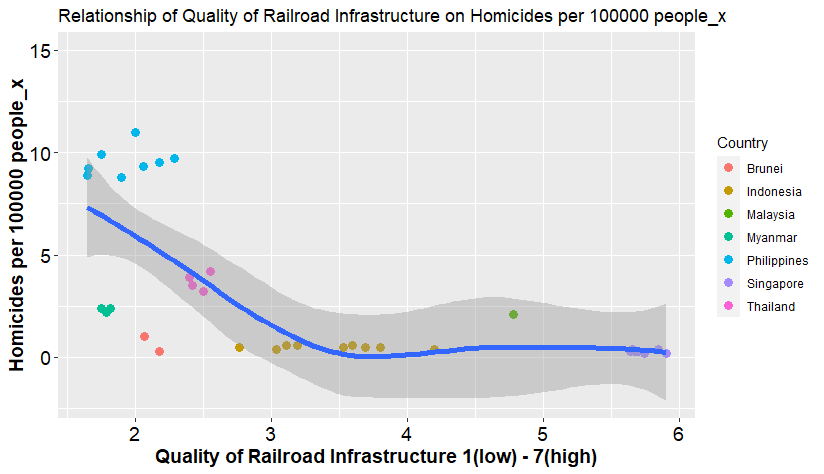 Relationship of Quality of Railroad Infrastructure on Homicides per 100000 people_x
Homicides per 100000 people_x
15
10
5
0
2
3
4
5
6
Quality of Railroad Infrastructure 1(low) - 7(high)
Country
Brunei
Indonesia
Malaysia
Myanmar
Philippines
Singapore
Thailand